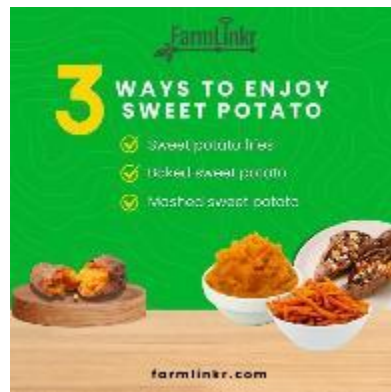 FarmLinkr
3 WAYS TO ENJOY
SWEET POTATO
Sweet potato fries
Baked sweet potato
Mashed sweet potato
farmlinkr.com